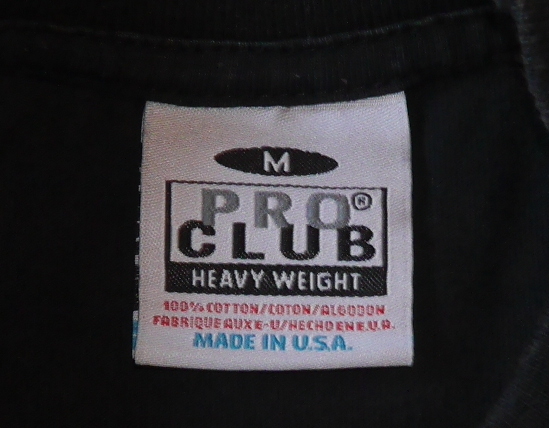 M
PRO®
CLUB
HEAVY WEIGHT
100% COTTON/COTON/ALGODON
FABRIQUE AUX E-U/HECHO EN E.U.A.
MADE IN U.S.A.